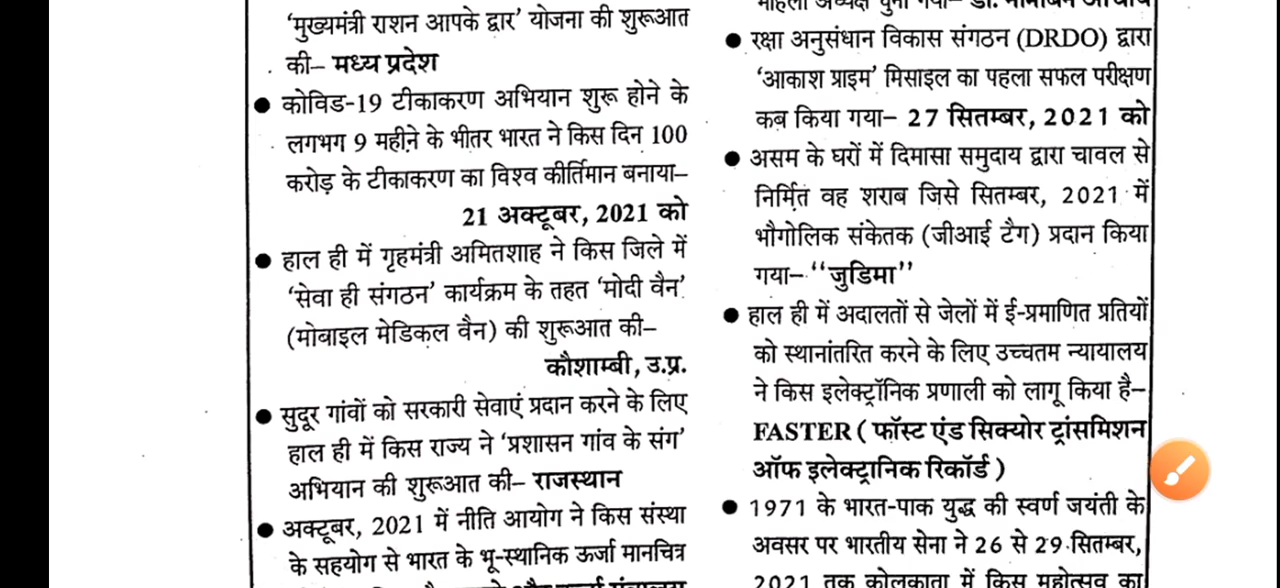 'मुख्यमंत्री राशन आपके द्वार' योजना की शुरूआत
की– मध्य प्रदेश
● कोविड-19 टीकाकरण अभियान शुरू होने के
लगभग 9 महीने के भीतर भारत ने किस दिन 100
करोड़ के टीकाकरण का विश्व कीर्तिमान बनाया–
21 अक्टूबर, 2021 को
● हाल ही में गृहमंत्री अमितशाह ने किस जिले में
'सेवा ही संगठन' कार्यक्रम के तहत 'मोदी वैन'
(मोबाइल मेडिकल वैन) की शुरूआत की–
कौशाम्बी, उ.प्र.
● सुदूर गांवों को सरकारी सेवाएं प्रदान करने के लिए
हाल ही में किस राज्य ने 'प्रशासन गांव के संग'
अभियान की शुरूआत की– राजस्थान
● अक्टूबर, 2021 में नीति आयोग ने किस संस्था
के सहयोग से भारत के भू-स्थानिक ऊर्जा मानचित्र
● रक्षा अनुसंधान विकास संगठन (DRDO) द्वारा
'आकाश प्राइम' मिसाइल का पहला सफल परीक्षण
कब किया गया– 27 सितम्बर, 2021 को
● असम के घरों में दिमासा समुदाय द्वारा चावल से
निर्मित वह शराब जिसे सितम्बर, 2021 में
भौगोलिक संकेतक (जीआई टैग) प्रदान किया
गया– "जुडिमा"
● हाल ही में अदालतों से जेलों में ई-प्रमाणित प्रतियों
को स्थानांतरित करने के लिए उच्चतम न्यायालय
ने किस इलेक्ट्रॉनिक प्रणाली को लागू किया है–
FASTER ( फॉस्ट एंड सिक्योर ट्रांसमिशन
ऑफ इलेक्ट्रानिक रिकॉर्ड )
● 1971 के भारत-पाक युद्ध की स्वर्ण जयंती के
अवसर पर भारतीय सेना ने 26 से 29 सितम्बर,
2021 तक कोलकाता में किस महोत्सव का